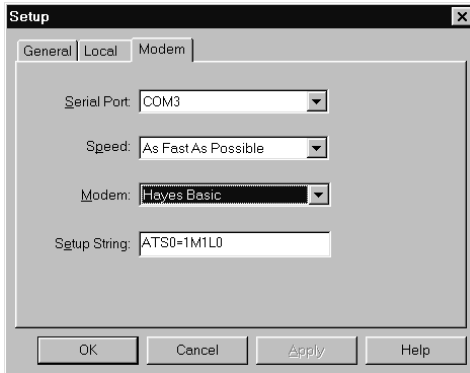 Setup
General Local Modem
Serial Port: COM3
Speed: As Fast As Possible
Modem: Hayes Basic
Setup String: ATS0=1M1L0
OK Cancel Apply Help